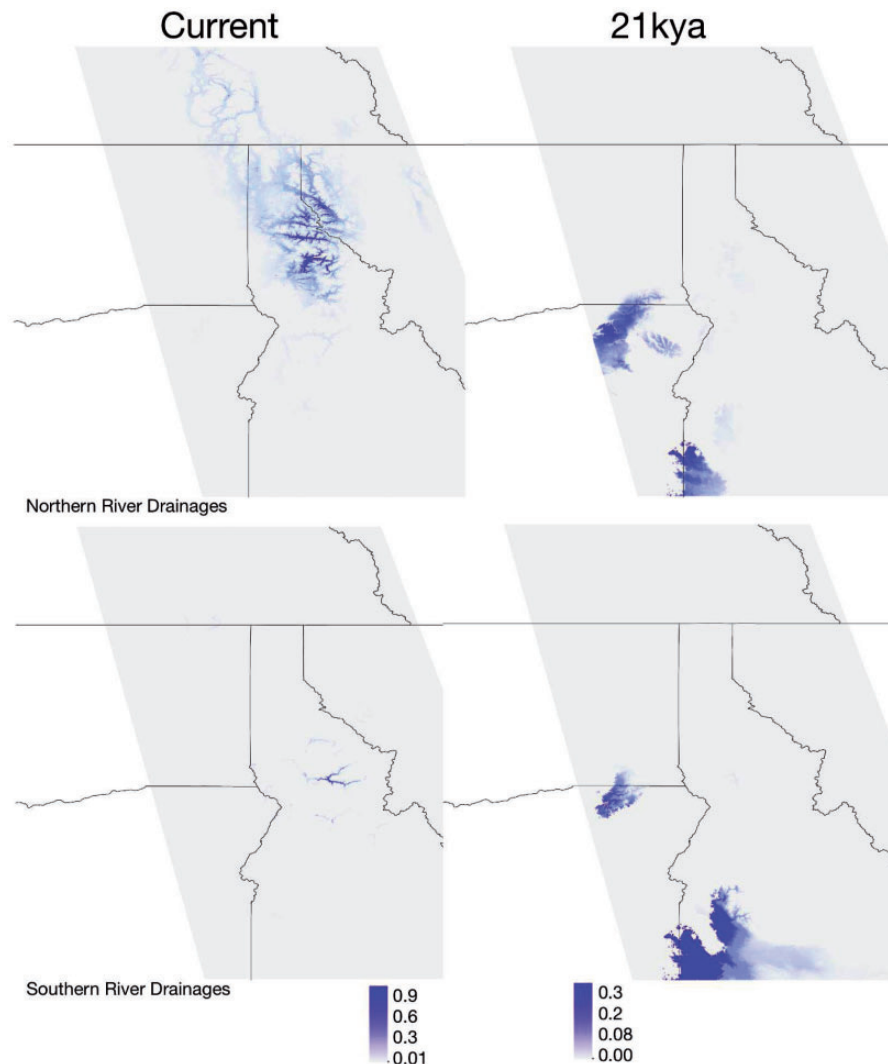 Current
21kya
Northern River Drainages
Southern River Drainages
0.9
0.6
0.3
0.01
0.3
0.2
0.08
0.00